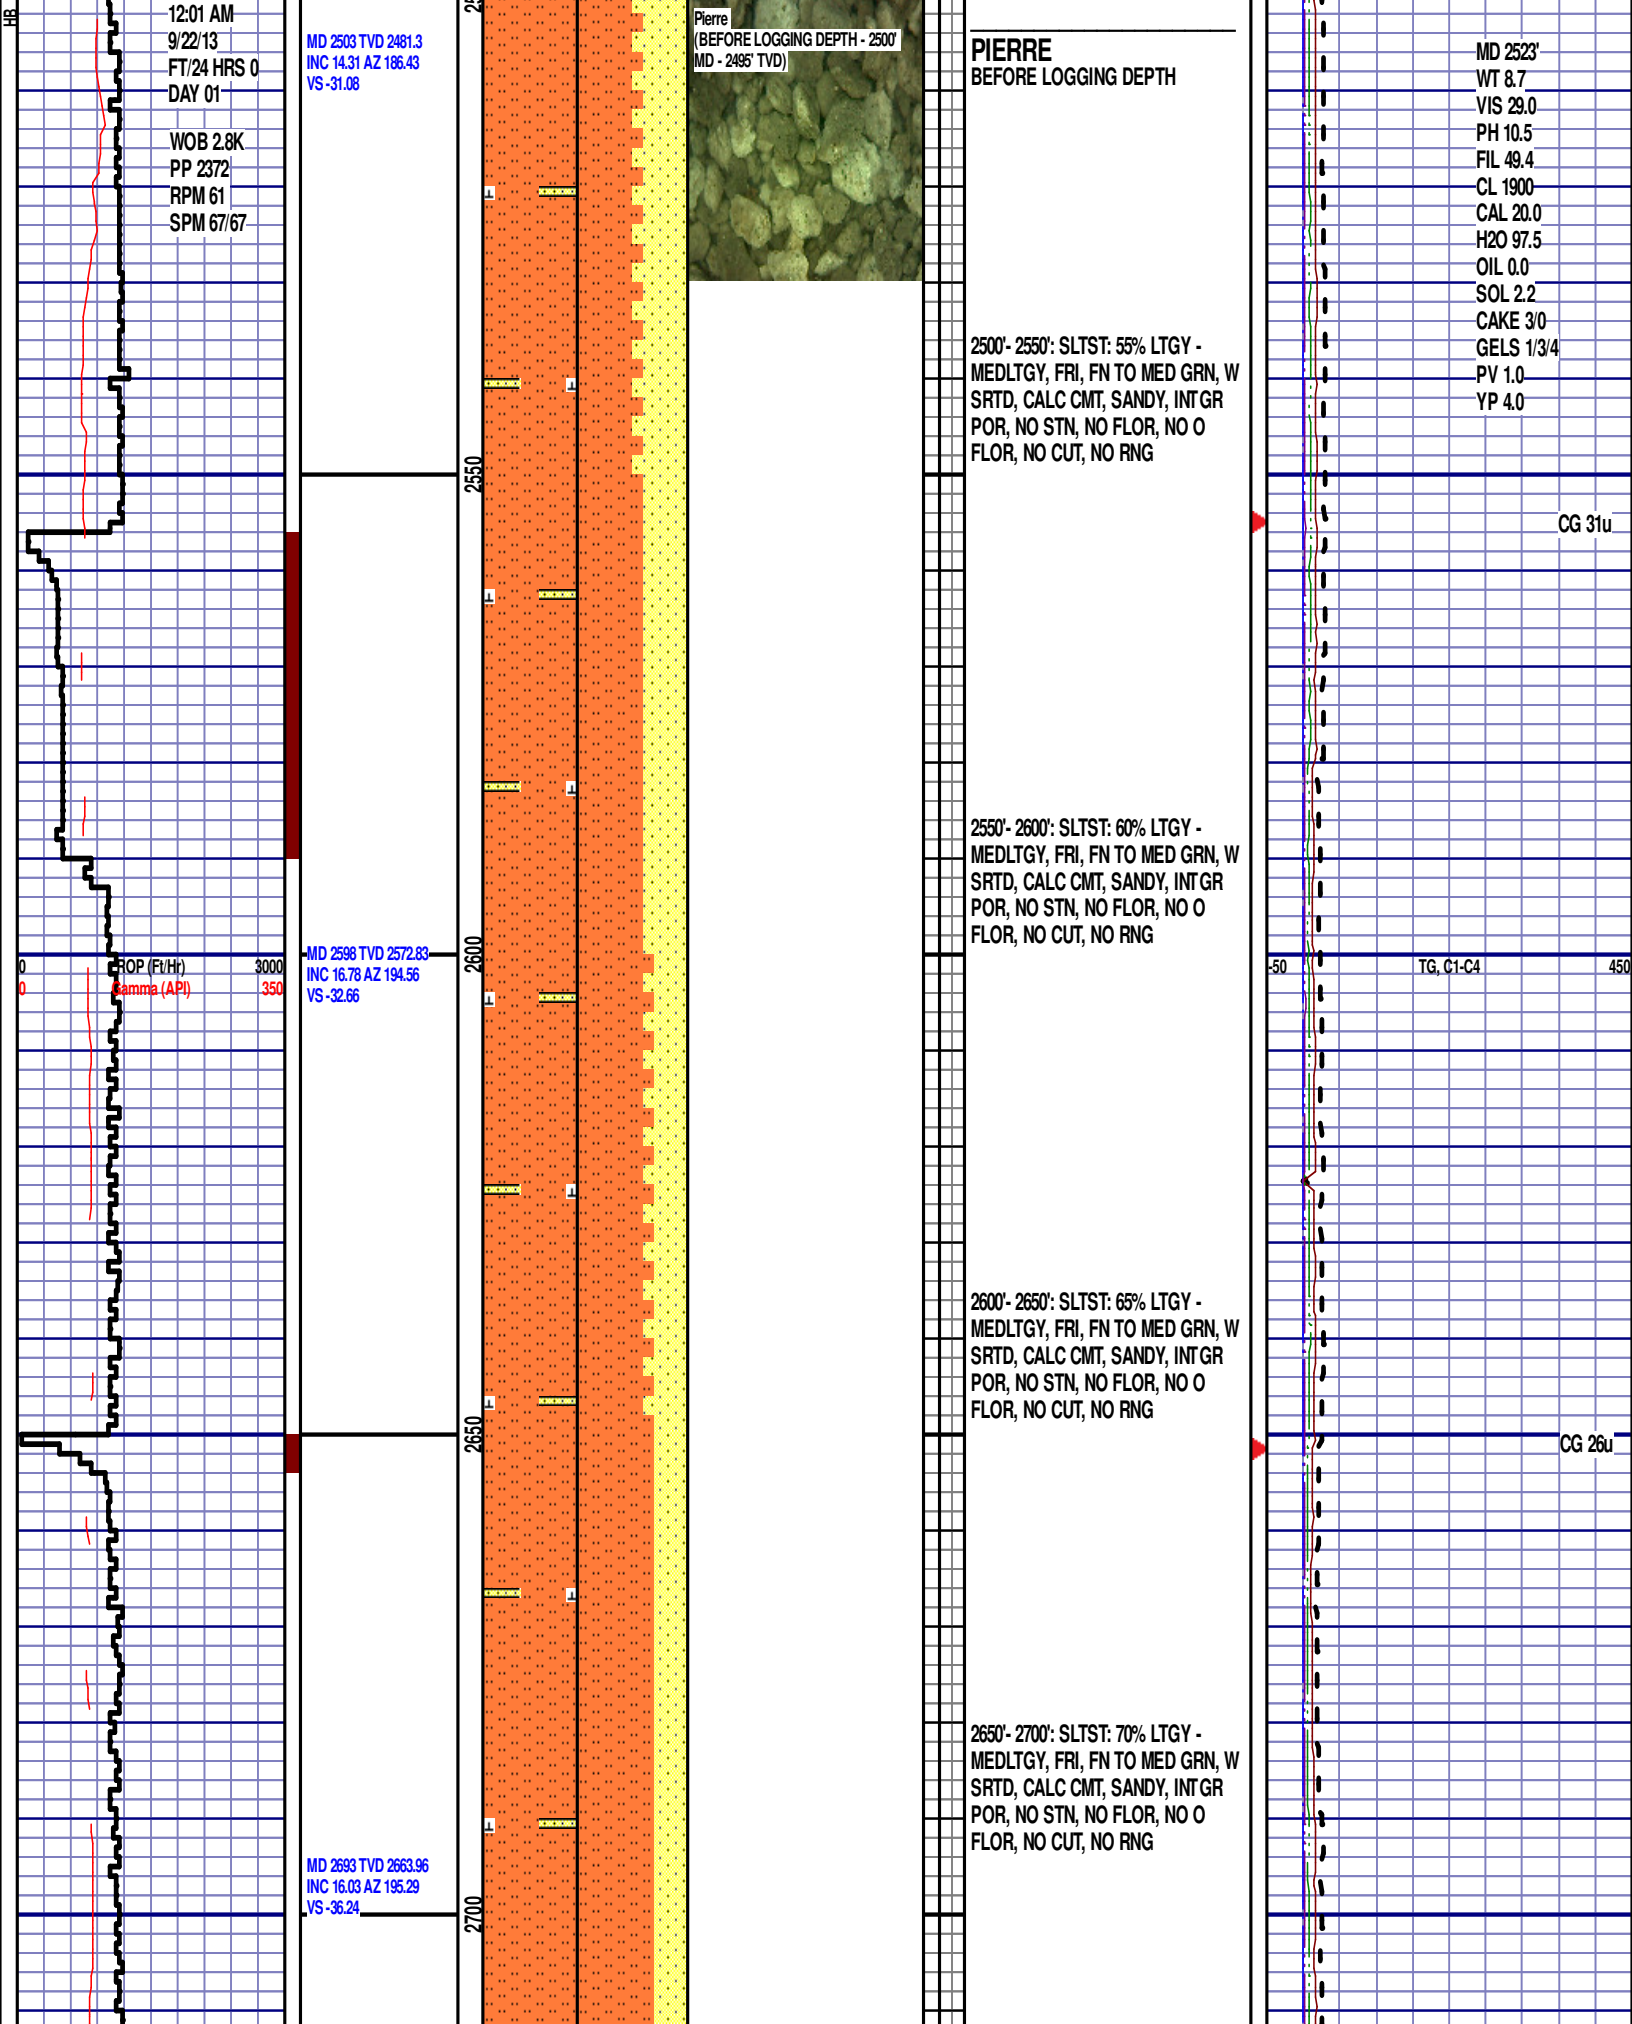 HB
12:01 AM
9/22/13
FT/24 HRS 0
DAY 01
WOB 2.8K
PP 2372
RPM 61
SPM 67/67
MD 2503 TVD 2481.3
INC 14.31 AZ 186.43
VS -31.08
Pierre
(BEFORE LOGGING DEPTH - 2500'
MD - 2495' TVD)
PIERRE
BEFORE LOGGING DEPTH
MD 2523'
WT 8.7
VIS 29.0
PH 10.5
FIL 49.4
CL 1900
CAL 20.0
H2O 97.5
OIL 0.0
SOL 2.2
CAKE 3/0
GELS 1/3/4
PV 1.0
YP 4.0
2500'- 2550': SLTST: 55% LTGY -
MEDLTGY, FRI, FN TO MED GRN, W
SRTD, CALC CMT, SANDY, INTGR
POR, NO STN, NO FLOR, NO O
FLOR, NO CUT, NO RNG
2550
CG 31u
2550'- 2600': SLTST: 60% LTGY -
MEDLTGY, FRI, FN TO MED GRN, W
SRTD, CALC CMT, SANDY, INTGR
POR, NO STN, NO FLOR, NO O
FLOR, NO CUT, NO RNG
0 ROP (Ft/Hr) 3000
0 Gamma (API) 350
MD 2598 TVD 2572.83
INC 16.78 AZ 194.56
VS -32.66
2600
-50 TG, C1-C4 450
2600'- 2650': SLTST: 65% LTGY -
MEDLTGY, FRI, FN TO MED GRN, W
SRTD, CALC CMT, SANDY, INTGR
POR, NO STN, NO FLOR, NO O
FLOR, NO CUT, NO RNG
2650
CG 26u
2650'- 2700': SLTST: 70% LTGY -
MEDLTGY, FRI, FN TO MED GRN, W
SRTD, CALC CMT, SANDY, INTGR
POR, NO STN, NO FLOR, NO O
FLOR, NO CUT, NO RNG
MD 2693 TVD 2663.96
INC 16.03 AZ 195.29
VS -36.24
2700